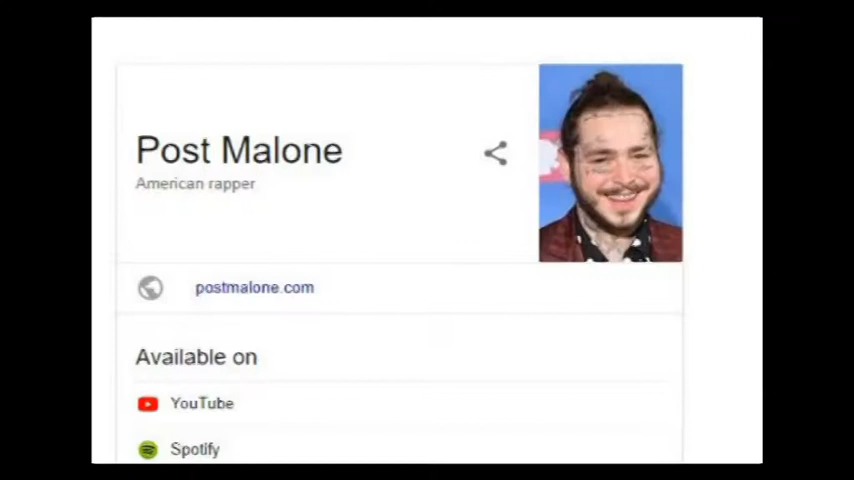 Post Malone
American rapper
postmalone.com
Available on
YouTube
Spotify